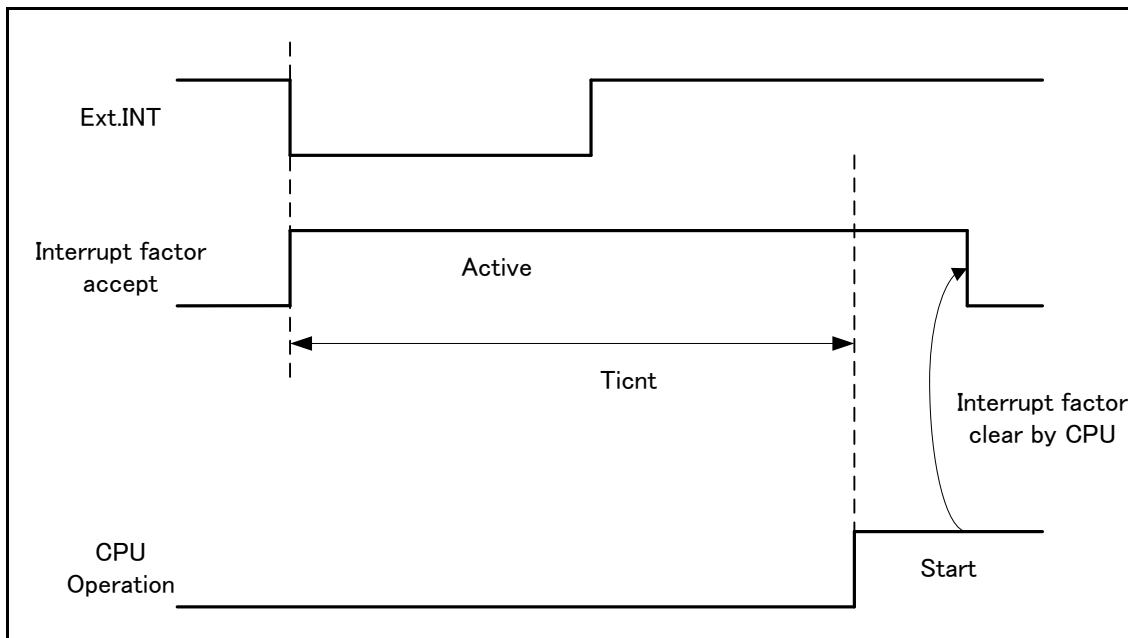 Ext.INT
Interrupt factor
accept
Active
Ticnt
Interrupt factor
clear by CPU
CPU
Operation
Start